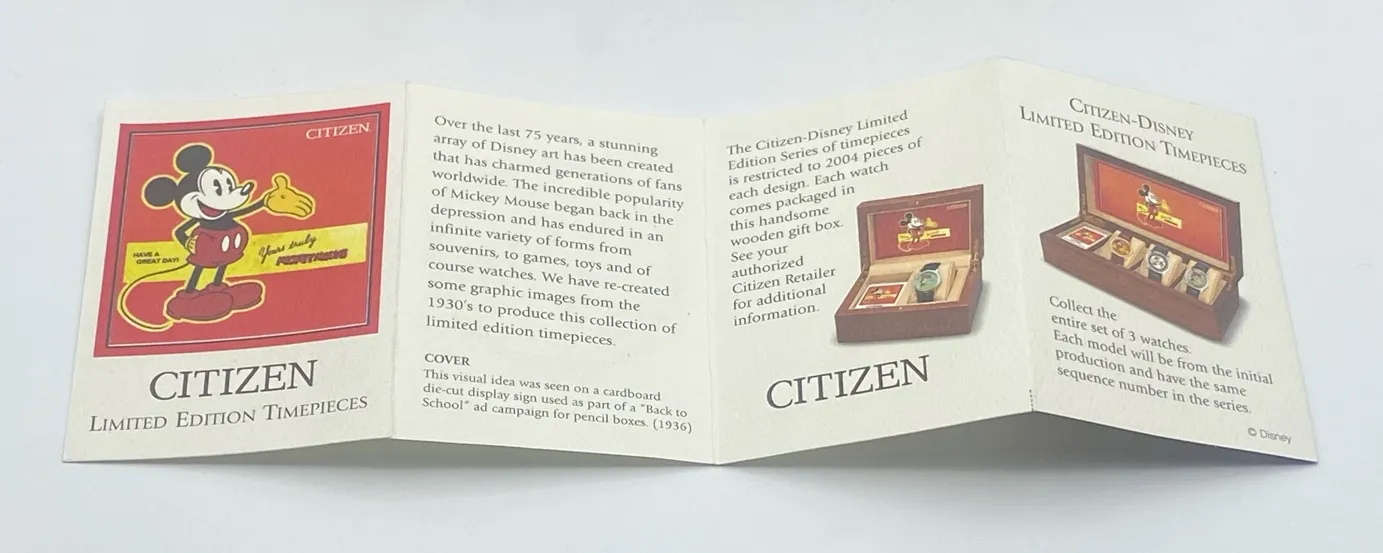 CITIZEN
HAVE A
GREAT DAY!
Yours truly
MICKEY MOUSE
CITIZEN
LIMITED EDITION TIMEPIECES
Over the last 75 years, a stunning
array of Disney art has been created
that has charmed generations of fans
worldwide. The incredible popularity
of Mickey Mouse began back in the
depression and has endured in an
infinite variety of forms from
souvenirs, to games, toys and of
course watches. We have re-created
some graphic images from the
1930's to produce this collection of
limited edition timepieces.
COVER
This visual idea was seen on a cardboard
die-cut display sign used as part of a "Back to
School" ad campaign for pencil boxes. (1936)
The Citizen-Disney Limited
Edition Series of timepieces
is restricted to 2004 pieces of
each design. Each watch
comes packaged in
this handsome
wooden gift box.
See your
authorized
Citizen Retailer
for additional
information.
CITIZEN
CITIZEN
CITIZEN-DISNEY
LIMITED EDITION TIMEPIECES
Collect the
entire set of 3 watches.
Each model will be from the initial
production and have the same
sequence number in the series.
© Disney